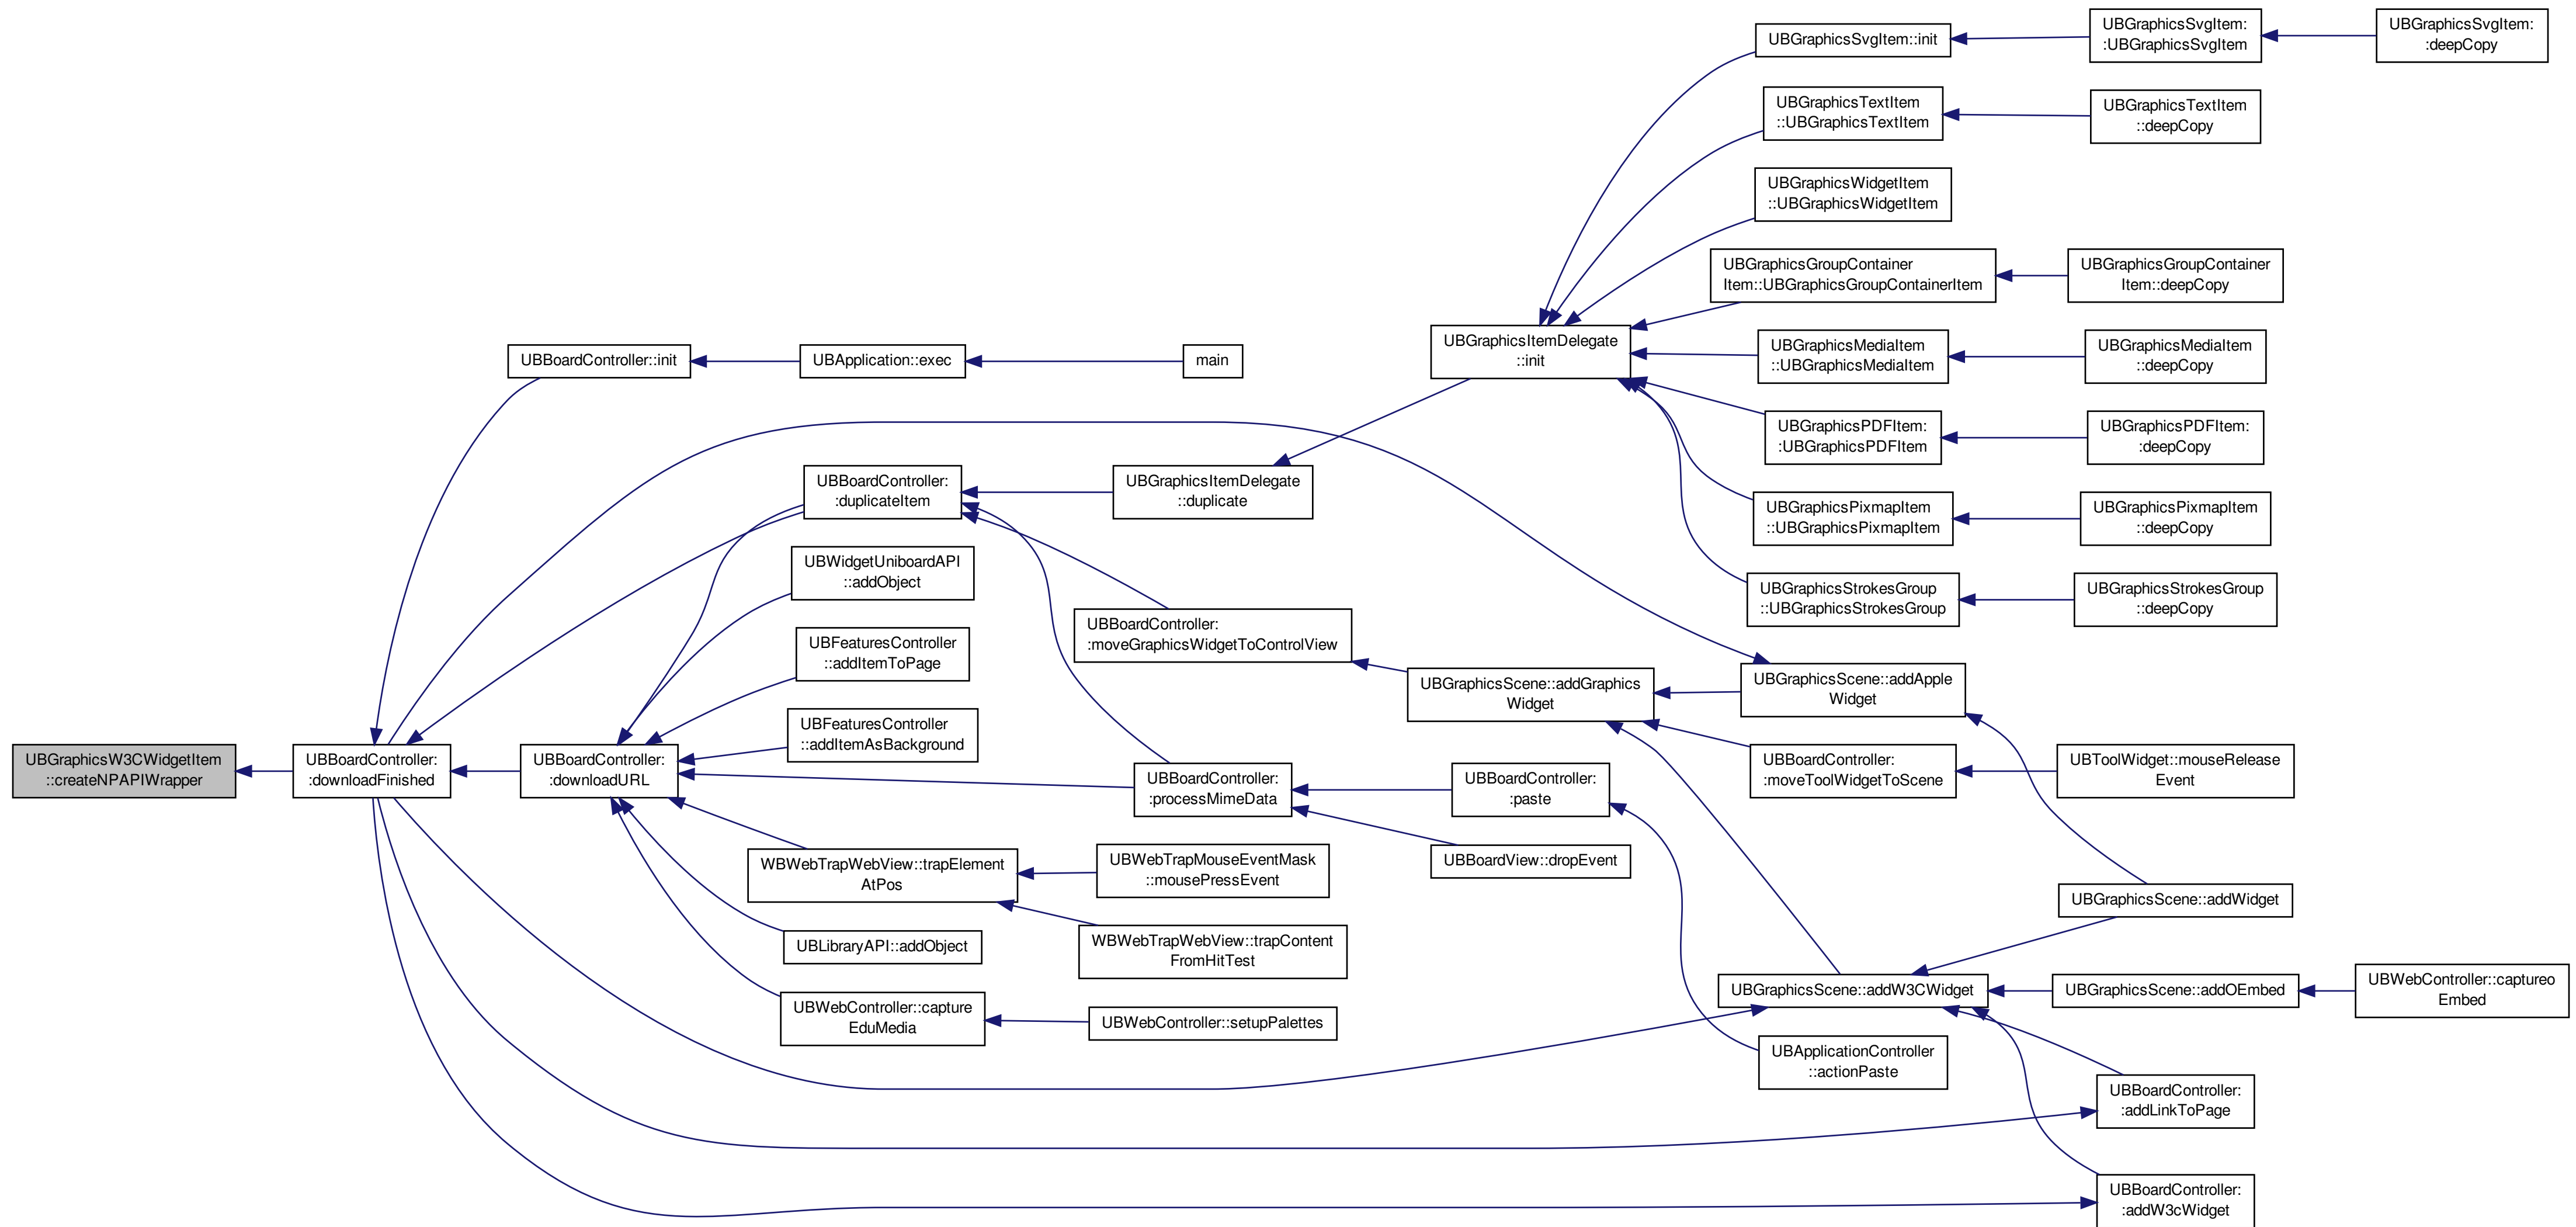 UBGraphicsW3CWidgetItem
::createNPAPIWrapper
UBBoardController:
:downloadFinished
UBBoardController::init
UBApplication::exec
main
UBBoardController:
:duplicateItem
UBGraphicsItemDelegate
::duplicate
UBGraphicsItemDelegate
::init
UBGraphicsSvgItem::init
UBGraphicsSvgItem:
:UBGraphicsSvgItem
UBGraphicsSvgItem:
:deepCopy
UBGraphicsTextItem
::UBGraphicsTextItem
UBGraphicsTextItem
::deepCopy
UBGraphicsWidgetItem
::UBGraphicsWidgetItem
UBGraphicsGroupContainer
Item::UBGraphicsGroupContainerItem
UBGraphicsGroupContainer
Item::deepCopy
UBGraphicsMediaItem
::UBGraphicsMediaItem
UBGraphicsMediaItem
::deepCopy
UBGraphicsPDFItem:
:UBGraphicsPDFItem
UBGraphicsPDFItem:
:deepCopy
UBGraphicsPixmapItem
::UBGraphicsPixmapItem
UBGraphicsPixmapItem
::deepCopy
UBGraphicsStrokesGroup
::UBGraphicsStrokesGroup
UBGraphicsStrokesGroup
::deepCopy
UBBoardController:
:downloadURL
UBWidgetUniboardAPI
::addObject
UBFeaturesController
::addItemToPage
UBFeaturesController
::addItemAsBackground
UBBoardController:
:moveGraphicsWidgetToControlView
UBGraphicsScene::addGraphics
Widget
UBGraphicsScene::addApple
Widget
UBBoardController:
:moveToolWidgetToScene
UBToolWidget::mouseRelease
Event
UBBoardController:
:processMimeData
UBBoardController:
:paste
UBBoardView::dropEvent
WBWebTrapWebView::trapElement
AtPos
UBWebTrapMouseEventMask
::mousePressEvent
WBWebTrapWebView::trapContent
FromHitTest
UBLibraryAPI::addObject
UBWebController::capture
EduMedia
UBWebController::setupPalettes
UBGraphicsScene::addWidget
UBGraphicsScene::addW3CWidget
UBGraphicsScene::addOEmbed
UBWebController::captureo
Embed
UBApplicationController
::actionPaste
UBBoardController:
:addLinkToPage
UBBoardController:
:addW3cWidget